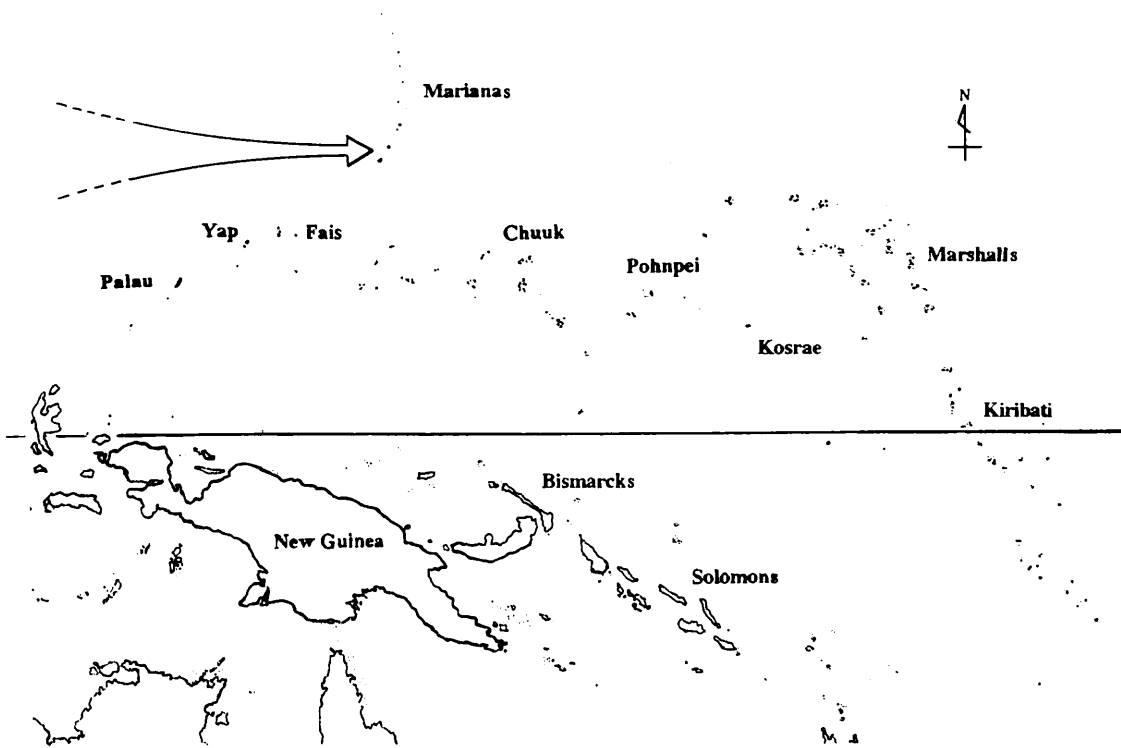 Marianas
N
Yap
Fais
Chuuk
Pohnpei
Marshalls
Palau
Kosrae
Kiribati
Bismarcks
New Guinea
Solomons